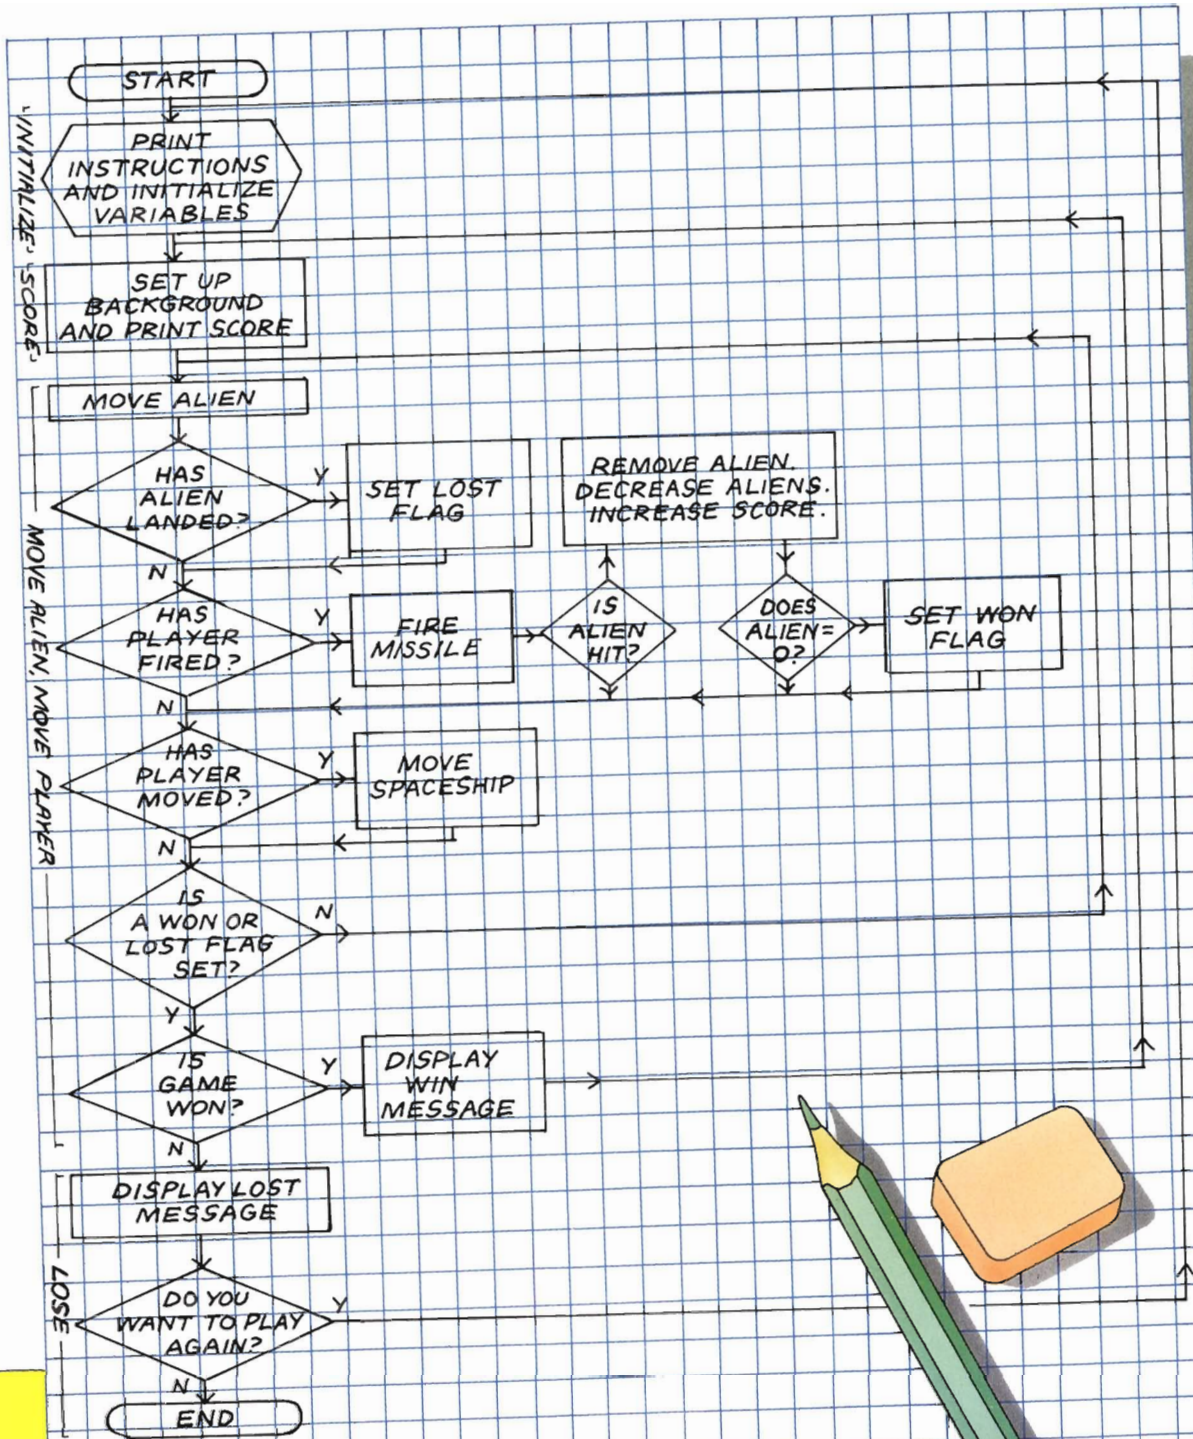 START
'INITIALIZE'
PRINT
INSTRUCTIONS
AND INITIALIZE
VARIABLES
'SCORE'
SET UP
BACKGROUND
AND PRINT SCORE
MOVE ALIEN, MOVE PLAYER
MOVE ALIEN
HAS
ALIEN
LANDED?
Y
SET LOST
FLAG
N
REMOVE ALIEN.
DECREASE ALIENS.
INCREASE SCORE.
HAS
PLAYER
FIRED?
Y
FIRE
MISSILE
IS
ALIEN
HIT?
DOES
ALIEN=
0?
SET WON
FLAG
N
HAS
PLAYER
MOVED?
Y
MOVE
SPACESHIP
N
IS
A WON OR
LOST FLAG
SET?
N
Y
IS
GAME
WON?
Y
DISPLAY
WIN
MESSAGE
N
LOSE
DISPLAY LOST
MESSAGE
DO YOU
WANT TO PLAY
AGAIN?
Y
N
END